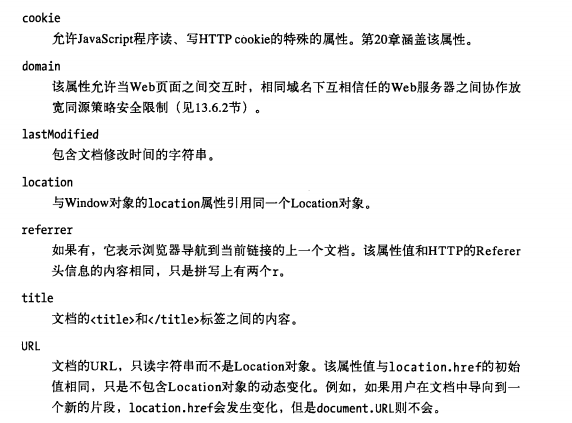 cookie
允许JavaScript程序读、写HTTP cookie的特殊的属性。第20章涵盖该属性。
domain
该属性允许当Web页面之间交互时，相同域名下互相信任的Web服务器之间协作放
宽同源策略安全限制（见13.6.2节）。
lastModified
包含文档修改时间的字符串。
location
与Window对象的location属性引用同一个Location对象。
referrer
如果有，它表示浏览器导航到当前链接的上一个文档。该属性值和HTTP的Referer
头信息的内容相同，只是拼写上有两个r。
title
文档的<title>和</title>标签之间的内容。
URL
文档的URL，只读字符串而不是Location对象。该属性值与location.href的初始
值相同，只是不包含Location对象的动态变化。例如，如果用户在文档中导向到一
个新的片段，location.href会发生变化，但是document.URL则不会。